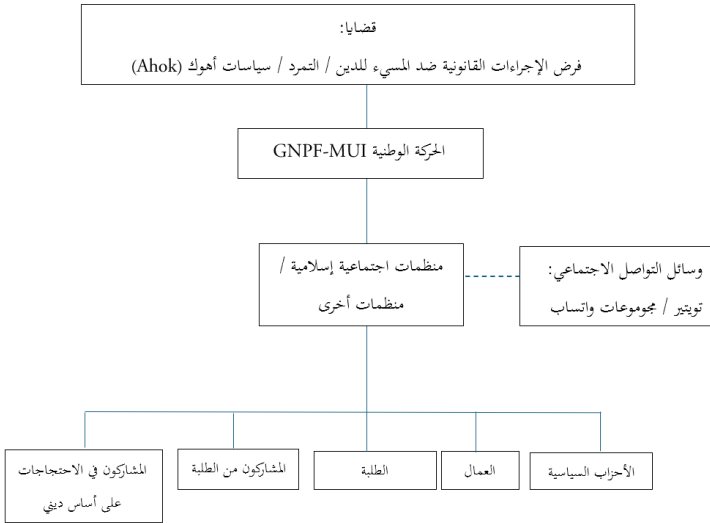 قضايا:
فرض الإجراءات القانونية ضد المسيء للدين / التمرد / سياسات أهوك (Ahok)
الحركة الوطنية GNPF-MUI
منظمات اجتماعية إسلامية /
منظمات أخرى
وسائل التواصل الاجتماعي:
تويتير / مجوموعات واتساب
الأحزاب السياسية
العمال
الطلبة
المشاركون من الطلبة
المشاركون في الاحتجاجات
على أساس ديني